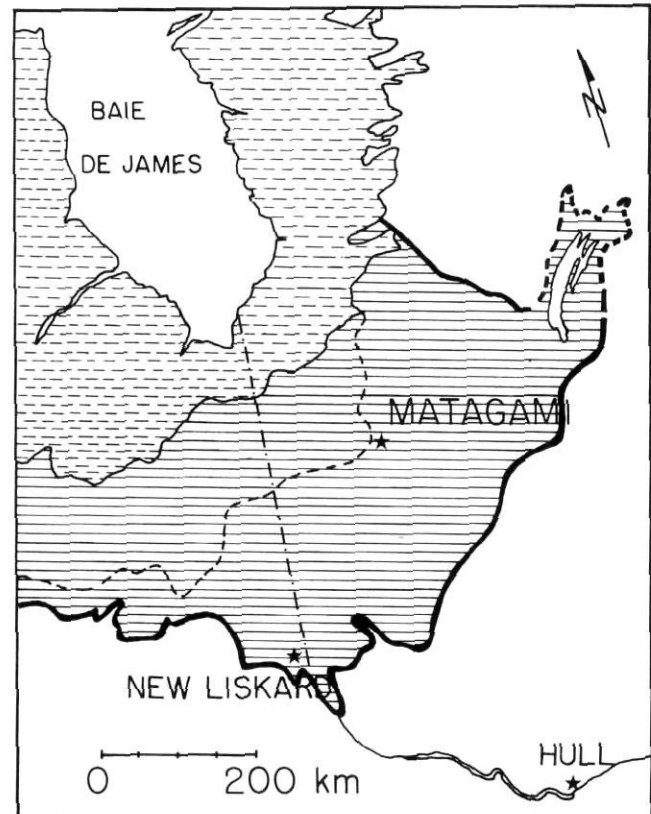 BAIE
DE JAMES
N
MATAGAMI
NEW LISKARD
HULL
0 200 km